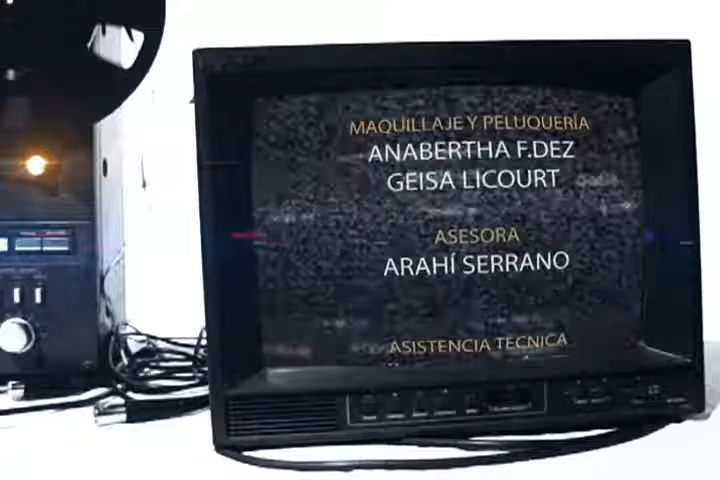 MAQUILLAJE Y PELUQUERÍA
ANABERTHA F.DEZ
GEISA LICOURT
ASESORA
ARAHÍ SERRANO
ASISTENCIA TECNICA